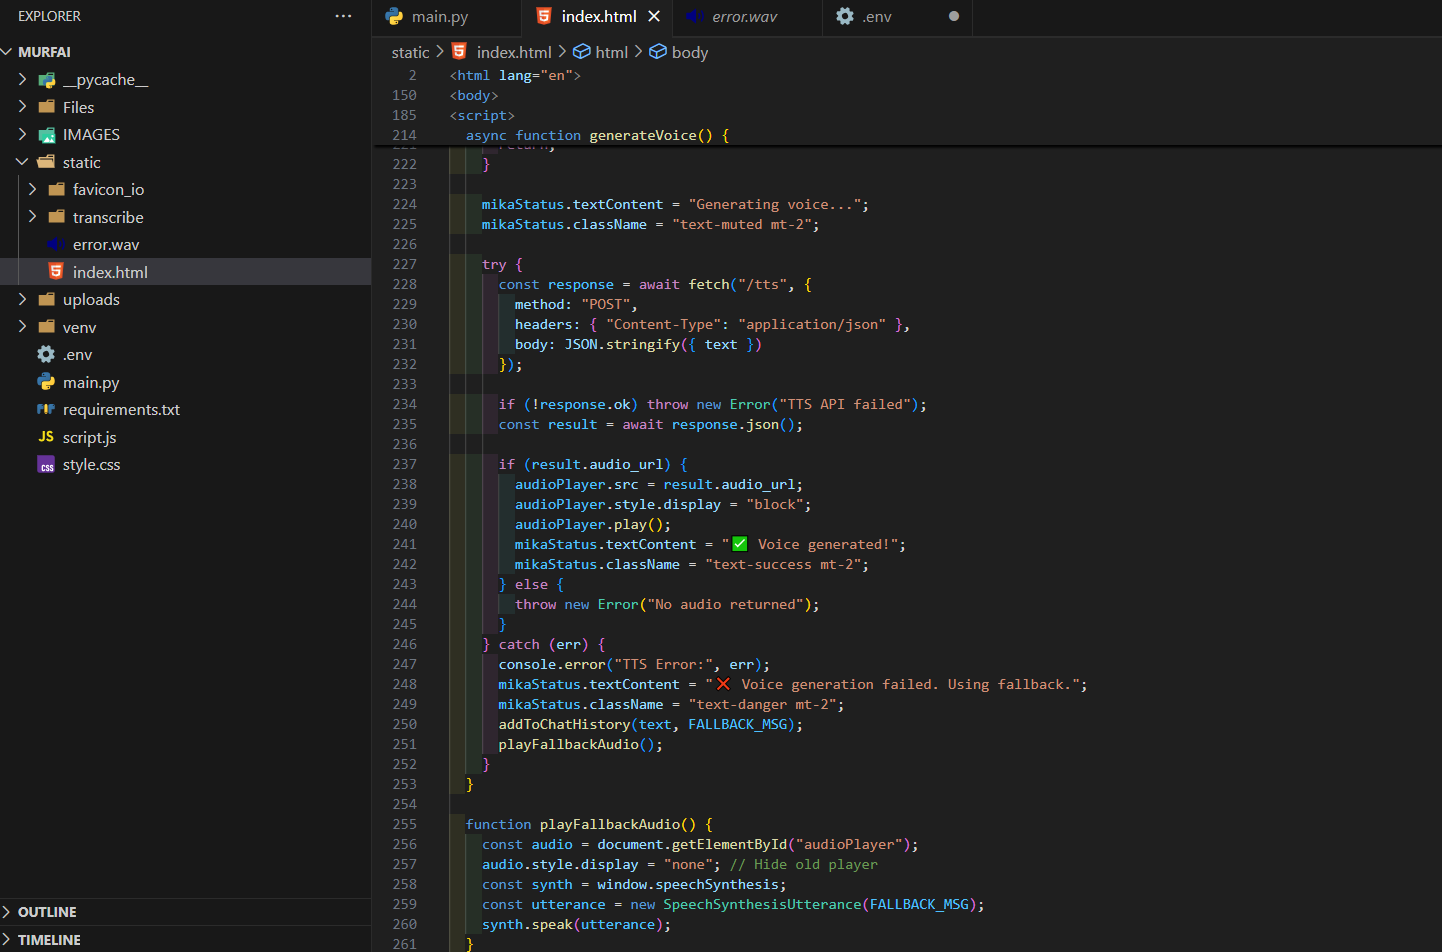 EXPLORER
···
MURFAI
__pycache__
Files
IMAGES
static
favicon_io
transcribe
error.wav
index.html
uploads
venv
.env
main.py
requirements.txt
JS script.js
css style.css
OUTLINE
TIMELINE
main.py
index.html
error.wav
.env
static > index.html > html > body
2 <html lang="en">
150 <body>
185 <script>
214 async function generateVoice() {
221 return;
222 }
223
224 mikaStatus.textContent = "Generating voice...";
225 mikaStatus.className = "text-muted mt-2";
226
227 try {
228 const response = await fetch("/tts", {
229 method: "POST",
230 headers: { "Content-Type": "application/json" },
231 body: JSON.stringify({ text })
232 });
233
234 if (!response.ok) throw new Error("TTS API failed");
235 const result = await response.json();
236
237 if (result.audio_url) {
238 audioPlayer.src = result.audio_url;
239 audioPlayer.style.display = "block";
240 audioPlayer.play();
241 mikaStatus.textContent = "✅ Voice generated!";
242 mikaStatus.className = "text-success mt-2";
243 } else {
244 throw new Error("No audio returned");
245 }
246 } catch (err) {
247 console.error("TTS Error:", err);
248 mikaStatus.textContent = "❌ Voice generation failed. Using fallback.";
249 mikaStatus.className = "text-danger mt-2";
250 addToChatHistory(text, FALLBACK_MSG);
251 playFallbackAudio();
252 }
253 }
254
255 function playFallbackAudio() {
256 const audio = document.getElementById("audioPlayer");
257 audio.style.display = "none"; // Hide old player
258 const synth = window.speechSynthesis;
259 const utterance = new SpeechSynthesisUtterance(FALLBACK_MSG);
260 synth.speak(utterance);
261 }